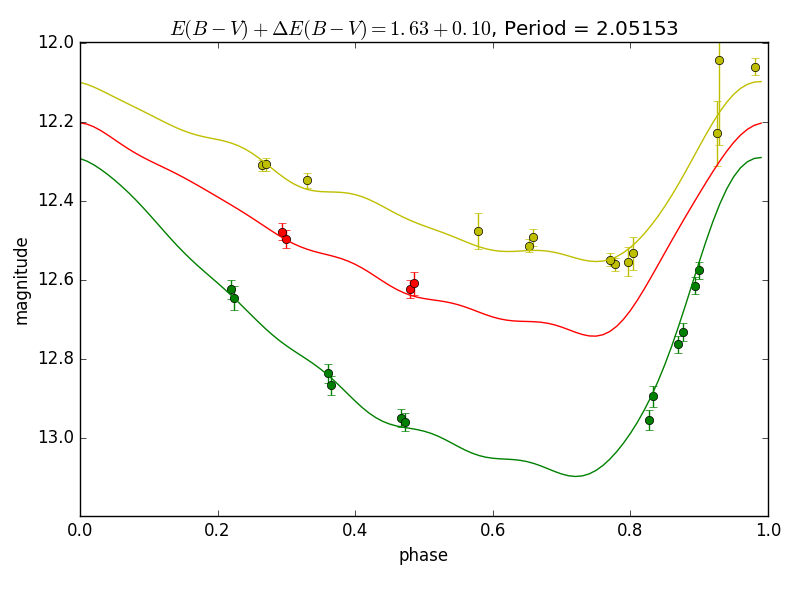 E(B − V) + ΔE(B − V) = 1.63 + 0.10, Period = 2.05153
12.0
12.2
12.4
12.6
12.8
13.0
magnitude
0.0 0.2 0.4 0.6 0.8 1.0
phase